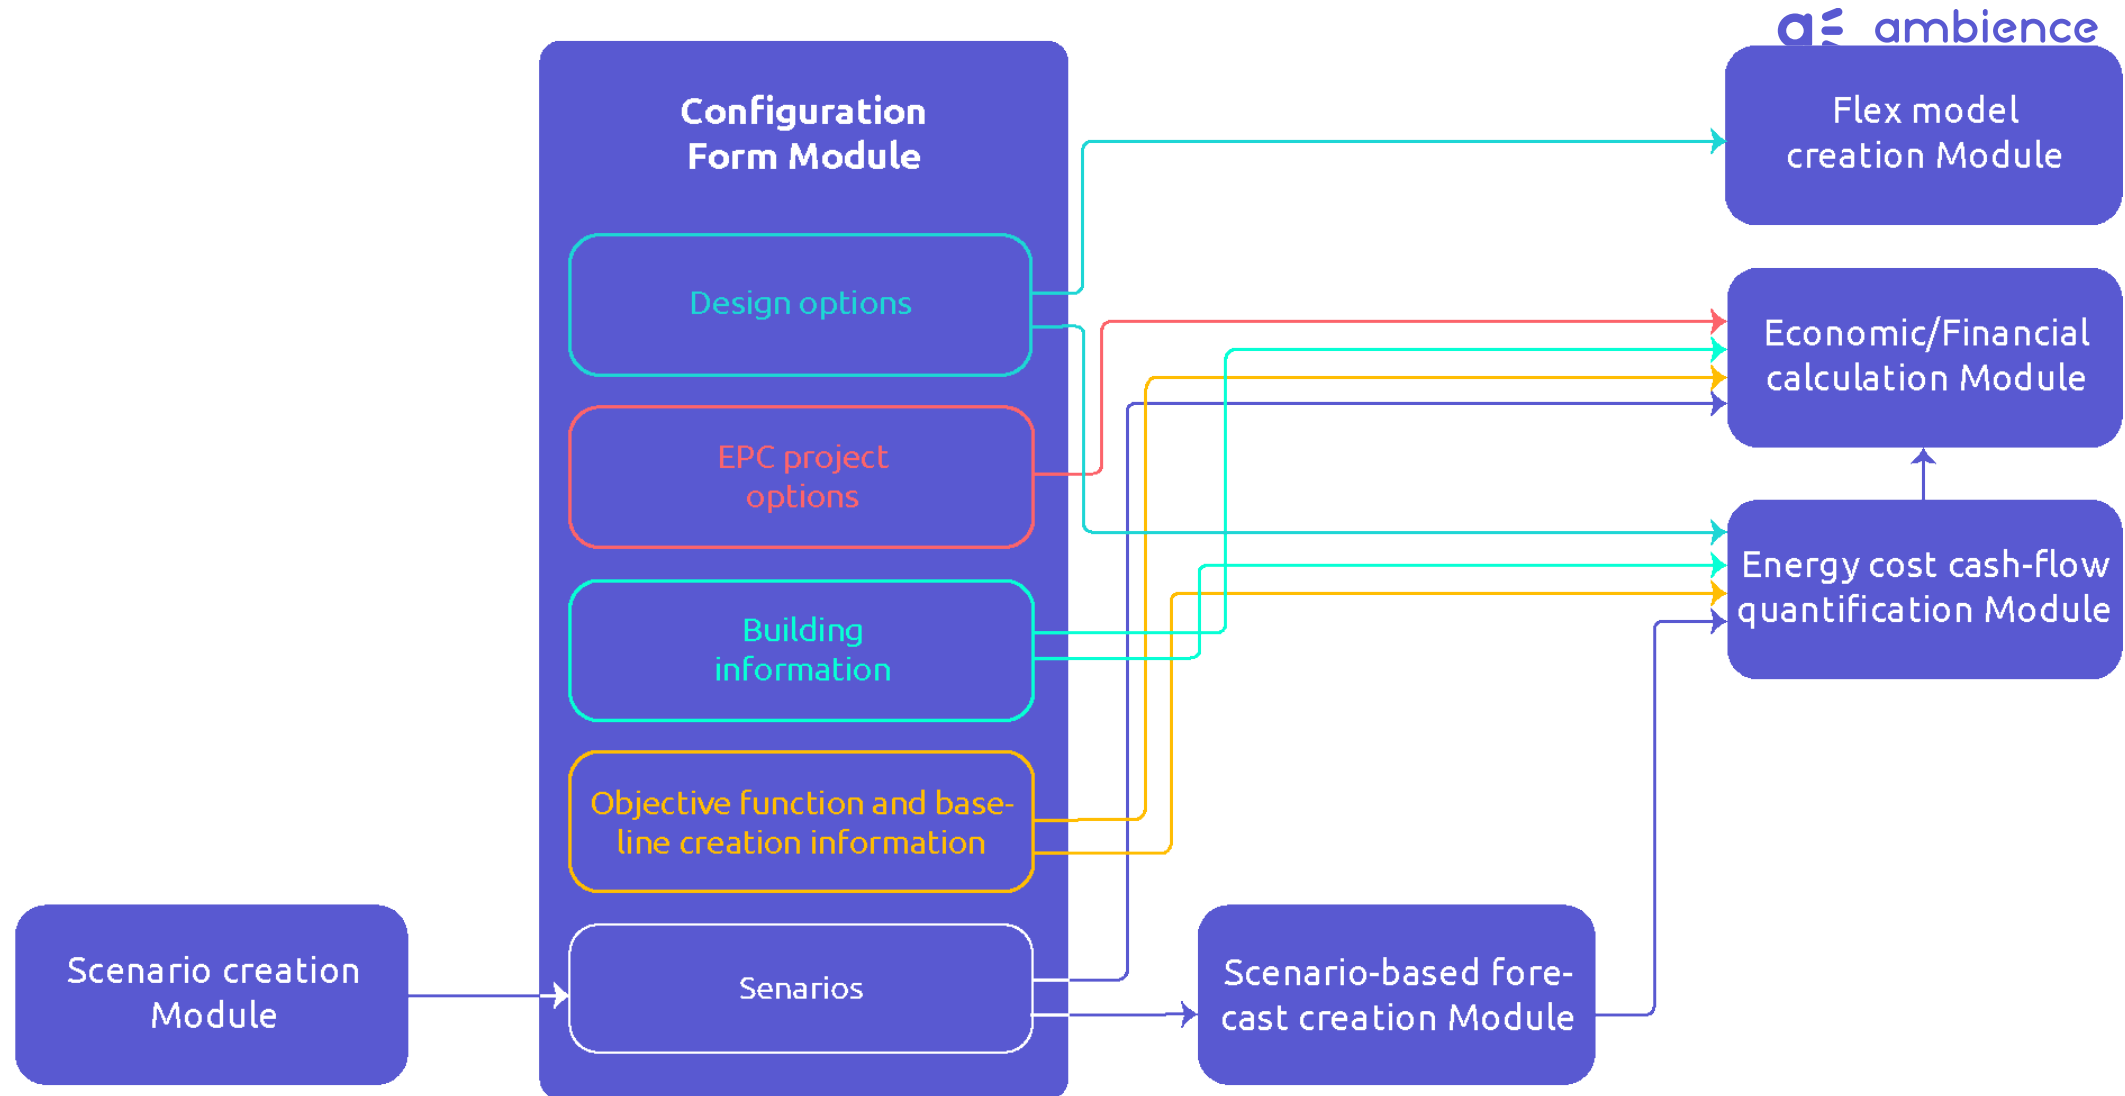 ambience
Configuration
Form Module
Flex model
creation Module
Design options
Economic/Financial
calculation Module
EPC project
options
Energy cost cash-flow
quantification Module
Building
information
Objective function and base-
line creation information
Scenario creation
Module
Senarios
Scenario-based fore-
cast creation Module